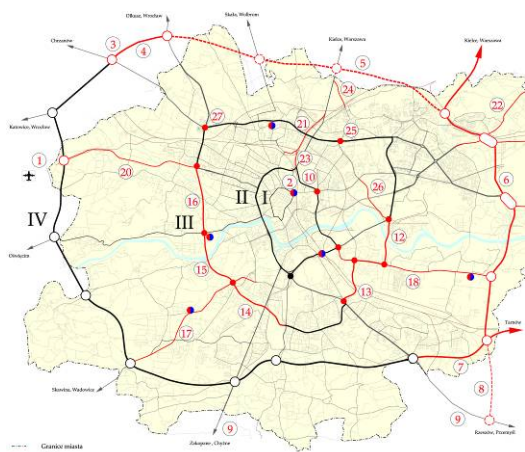 Olkusz, Wrocław
Skała, Wolbrom
Kielce, Warszawa
Kielce, Warszawa
Chrzanów
3
4
5
22
24
27
21
25
Katowice, Wrocław
1
20
23
10
2
6
16
II
I
26
IV
III
12
Oświęcim
15
18
13
14
17
Tarnów
7
8
Skawina, Wadowice
9
9
Zakopane, Chyżne
Rzeszów, Przemyśl
Granice miasta